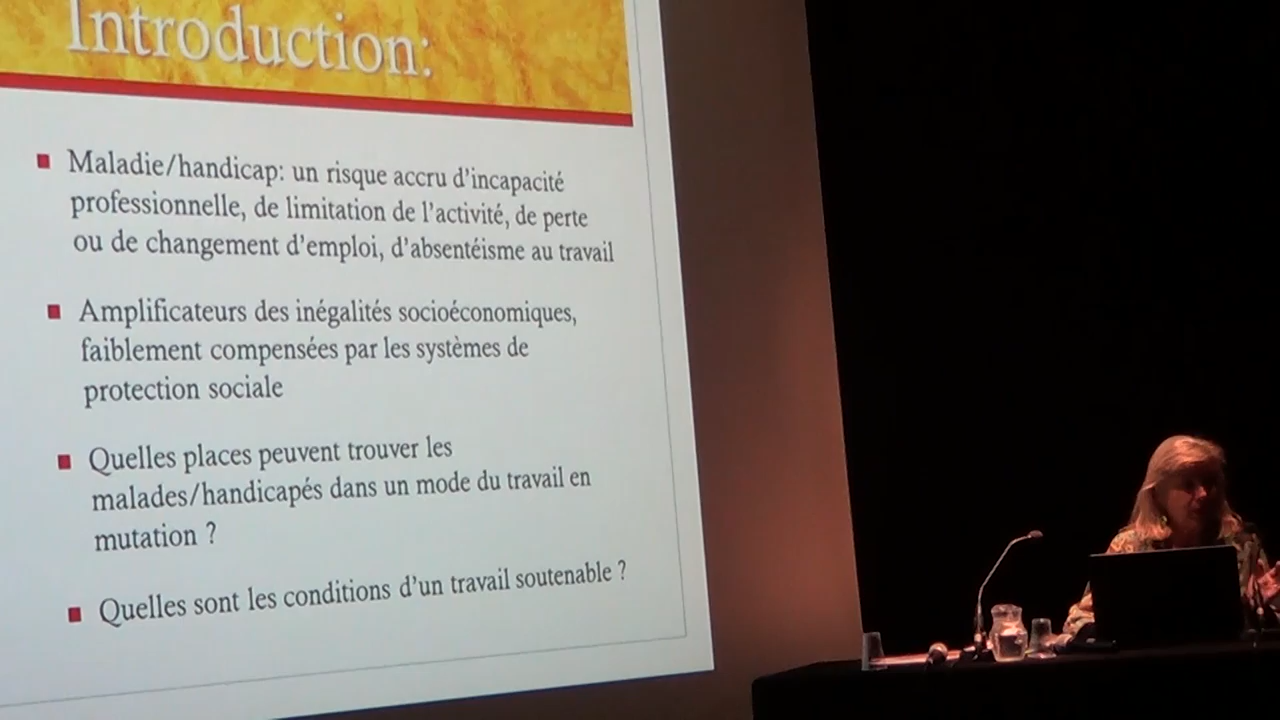 Introduction:
Maladie/handicap: un risque accru d'incapacité
professionnelle, de limitation de l'activité, de perte
ou de changement d'emploi, d'absentéisme au travail
Amplificateurs des inégalités socioéconomiques,
faiblement compensées par les systèmes de
protection sociale
Quelles places peuvent trouver les
malades/handicapés dans un mode du travail en
mutation ?
Quelles sont les conditions d'un travail soutenable ?